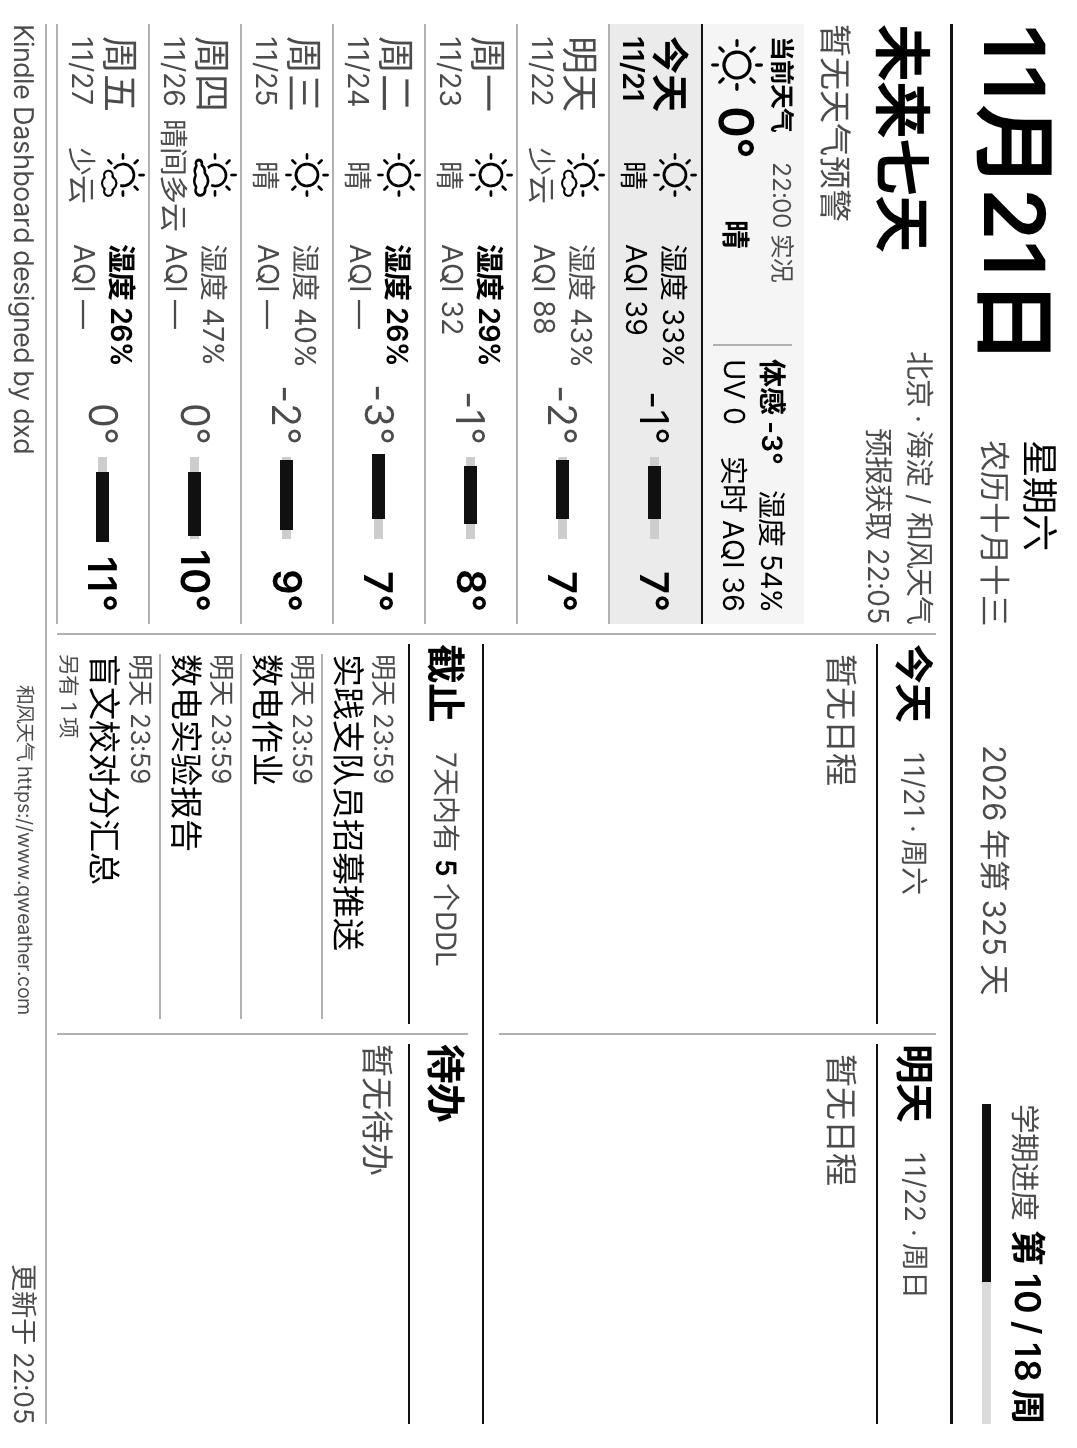 11月21日
星期六
农历十月十三
2026 年第 325 天
学期进度 第 10 / 18 周
未来七天
北京 · 海淀 / 和风天气
预报获取 22:05
暂无天气预警
当前天气 22:00 实况
0° 晴
体感 -3° 湿度 54%
UV 0 实时 AQI 36
今天 湿度 33%
11/21 晴 AQI 39 -1° 7°
明天 湿度 43%
11/22 少云 AQI 88 -2° 7°
周一 湿度 29%
11/23 晴 AQI 32 -1° 8°
周二 湿度 26%
11/24 晴 AQI — -3° 7°
周三 湿度 40%
11/25 晴 AQI — -2° 9°
周四 湿度 47%
11/26 晴间多云 AQI — 0° 10°
周五 湿度 26%
11/27 少云 AQI — 0° 11°
今天 11/21 · 周六
暂无日程
明天 11/22 · 周日
暂无日程
截止 7天内有 5 个DDL
明天 23:59
实践支队员招募推送
明天 23:59
数电作业
明天 23:59
数电实验报告
明天 23:59
盲文校对分汇总
另有 1 项
待办
暂无待办
Kindle Dashboard designed by dxd
和风天气 https://www.qweather.com
更新于 22:05